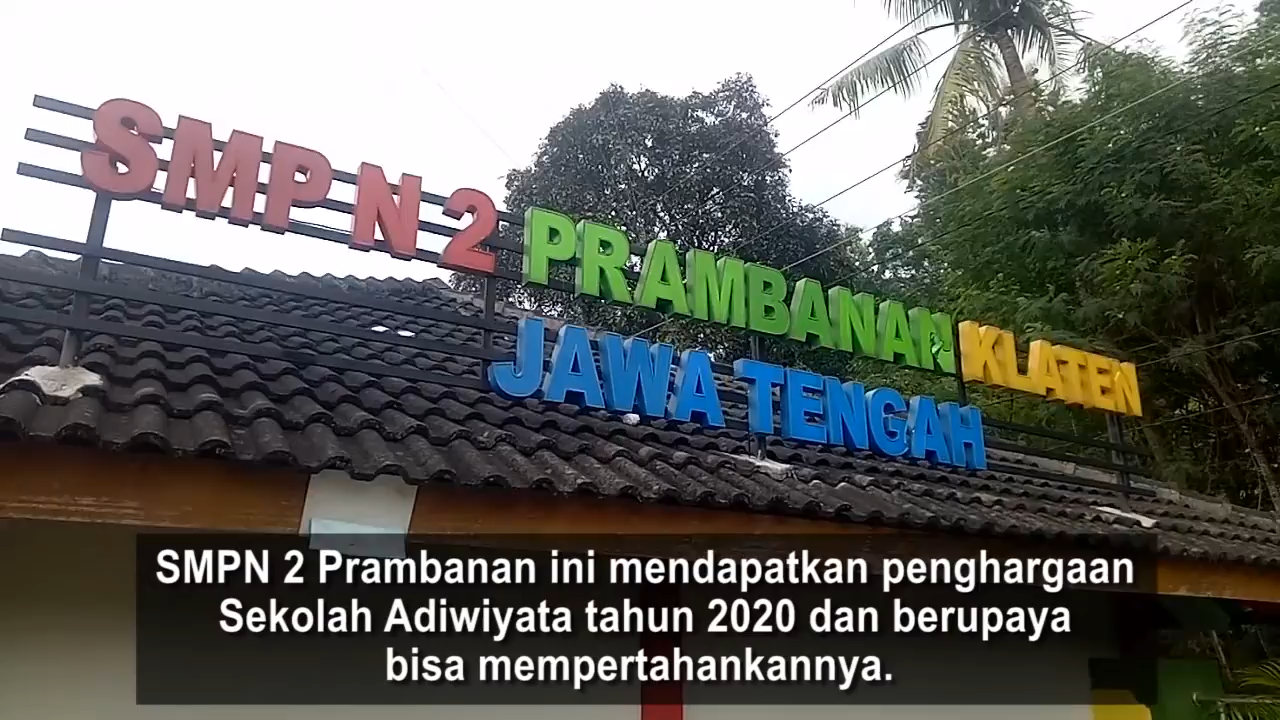 SMP N 2 PRAMBANAN KLATEN
JAWA TENGAH
SMPN 2 Prambanan ini mendapatkan penghargaan
Sekolah Adiwiyata tahun 2020 dan berupaya
bisa mempertahankannya.